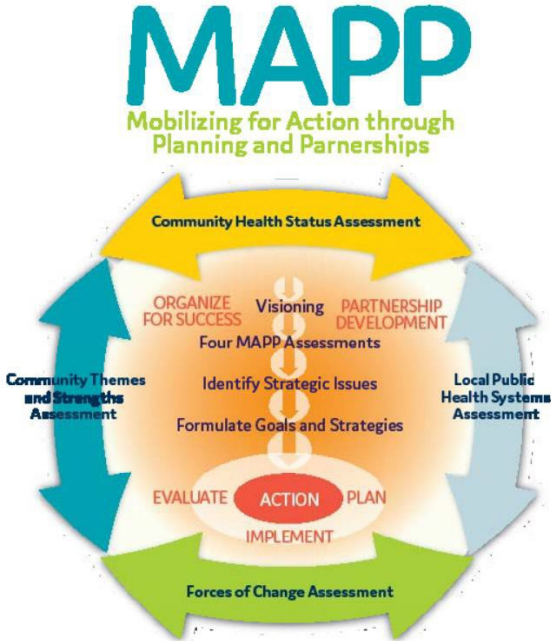 MAPP
Mobilizing for Action through
Planning and Parnerships
Community Health Status Assessment
ORGANIZE
FOR SUCCESS
Visioning
PARTNERSHIP
DEVELOPMENT
Four MAPP Assessments
Community Themes
and Strengths
Assessment
Identify Strategic Issues
Local Public
Health Systems
Assessment
Formulate Goals and Strategies
EVALUATE
ACTION
PLAN
IMPLEMENT
Forces of Change Assessment